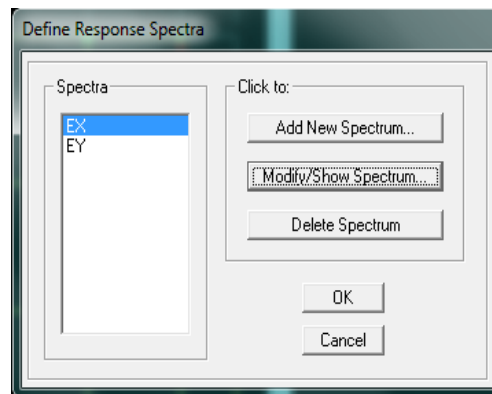 Define Response Spectra
Spectra
EX
EY
Click to:
Add New Spectrum...
Modify/Show Spectrum...
Delete Spectrum
OK
Cancel